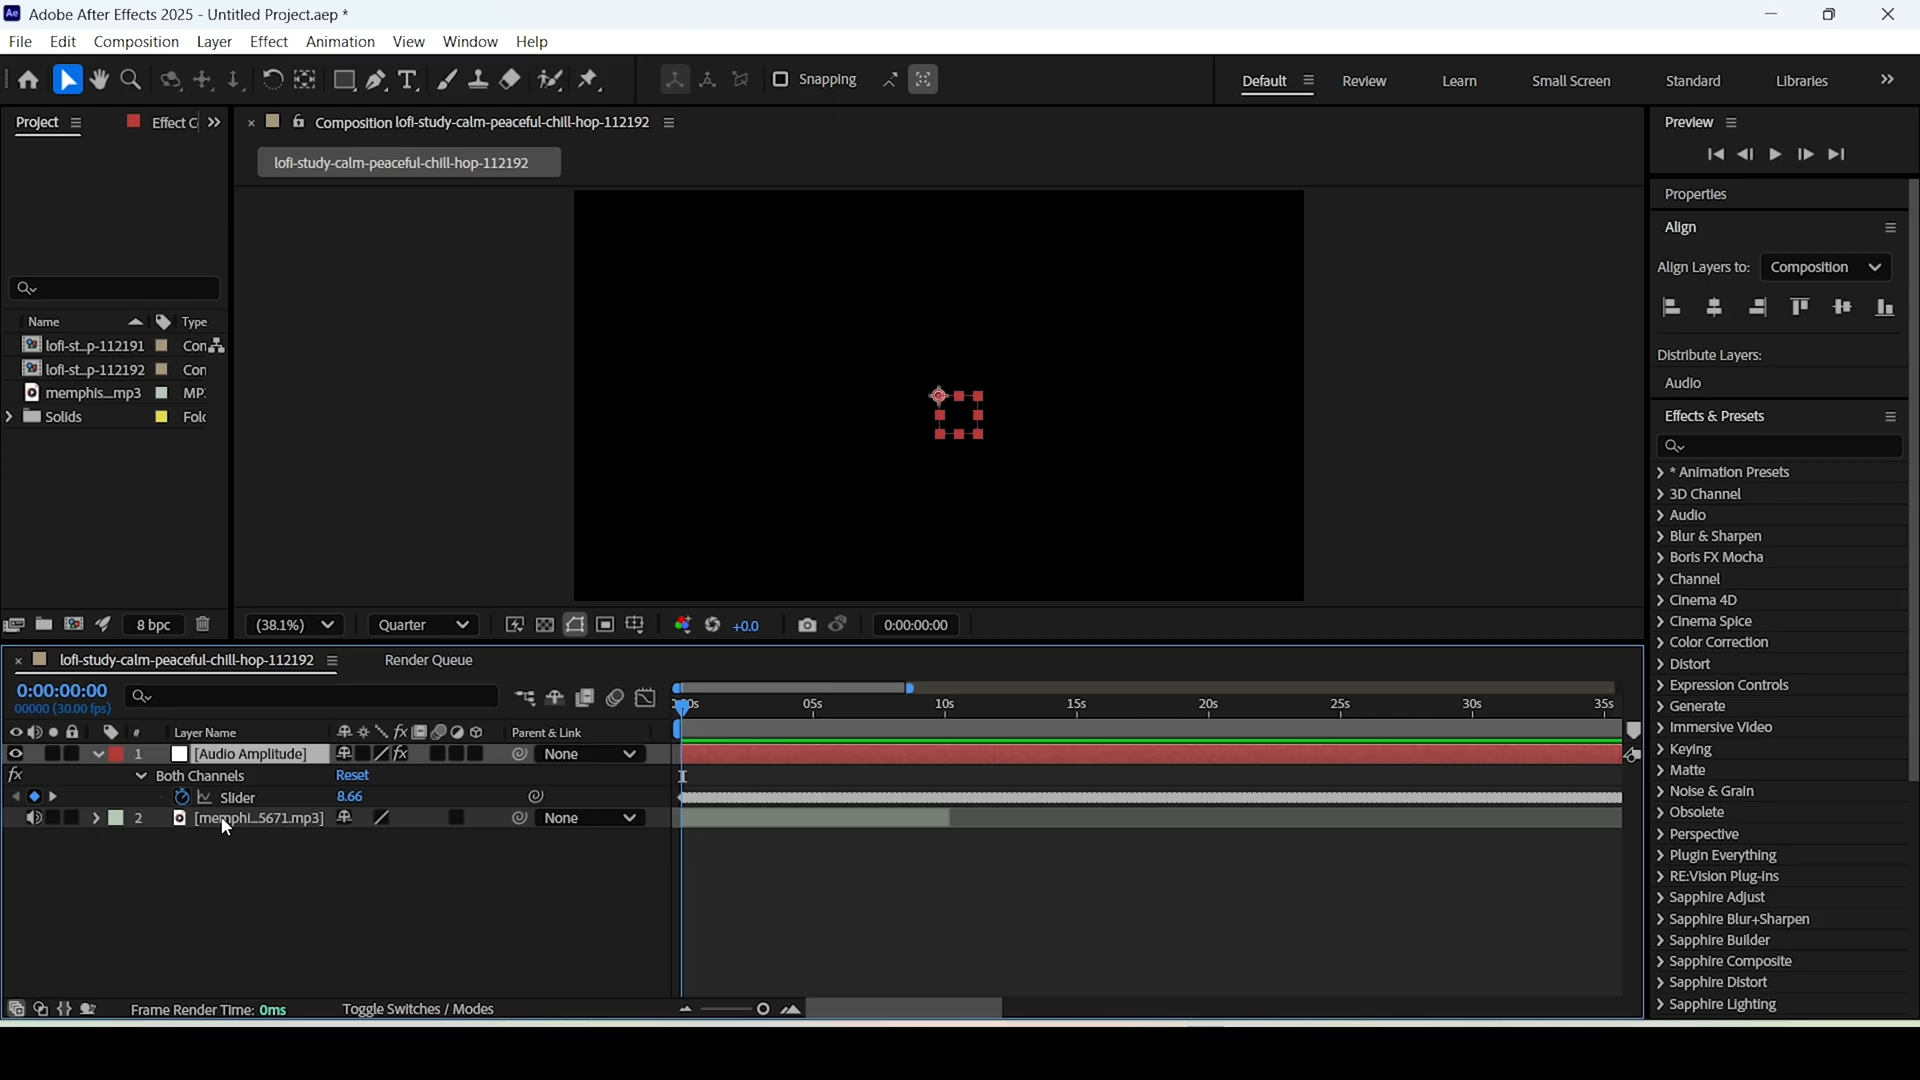 Ae Adobe After Effects 2025 - Untitled Project.aep *
File Edit Composition Layer Effect Animation View Window Help
Snapping
Default Review Learn Small Screen Standard Libraries
Project
Effect C
Composition lofi-study-calm-peaceful-chill-hop-112192
Preview
lofi-study-calm-peaceful-chill-hop-112192
Properties
Align
Align Layers to: Composition
Name Type
lofi-st...p-112191 Con
lofi-st...p-112192 Con
memphis....mp3 MP:
Solids Fol
Distribute Layers:
Audio
Effects & Presets
* Animation Presets
3D Channel
Audio
Blur & Sharpen
Boris FX Mocha
Channel
Cinema 4D
Cinema Spice
Color Correction
Distort
Expression Controls
Generate
Immersive Video
Keying
Matte
Noise & Grain
Obsolete
Perspective
Plugin Everything
RE:Vision Plug-ins
Sapphire Adjust
Sapphire Blur+Sharpen
Sapphire Builder
Sapphire Composite
Sapphire Distort
Sapphire Lighting
8 bpc
(38.1%) Quarter +0.0 0:00:00:00
lofi-study-calm-peaceful-chill-hop-112192 Render Queue
0:00:00:00
00000 (30.00 fps)
05s 10s 15s 20s 25s 30s 35s
# Layer Name fx Parent & Link
1 [Audio Amplitude] fx None
fx Both Channels Reset
Slider 8.66
2 [memphi...5671.mp3] None
Frame Render Time: 0ms Toggle Switches / Modes